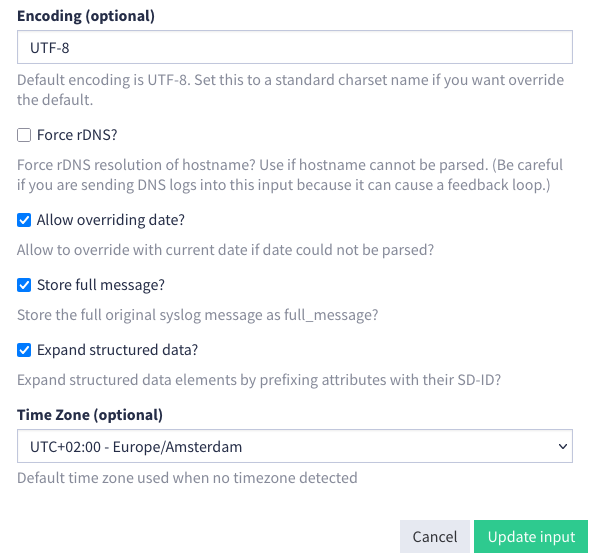 Encoding (optional)
UTF-8
Default encoding is UTF-8. Set this to a standard charset name if you want override
the default.
Force rDNS?
Force rDNS resolution of hostname? Use if hostname cannot be parsed. (Be careful
if you are sending DNS logs into this input because it can cause a feedback loop.)
Allow overriding date?
Allow to override with current date if date could not be parsed?
Store full message?
Store the full original syslog message as full_message?
Expand structured data?
Expand structured data elements by prefixing attributes with their SD-ID?
Time Zone (optional)
UTC+02:00 - Europe/Amsterdam
Default time zone used when no timezone detected
Cancel Update input